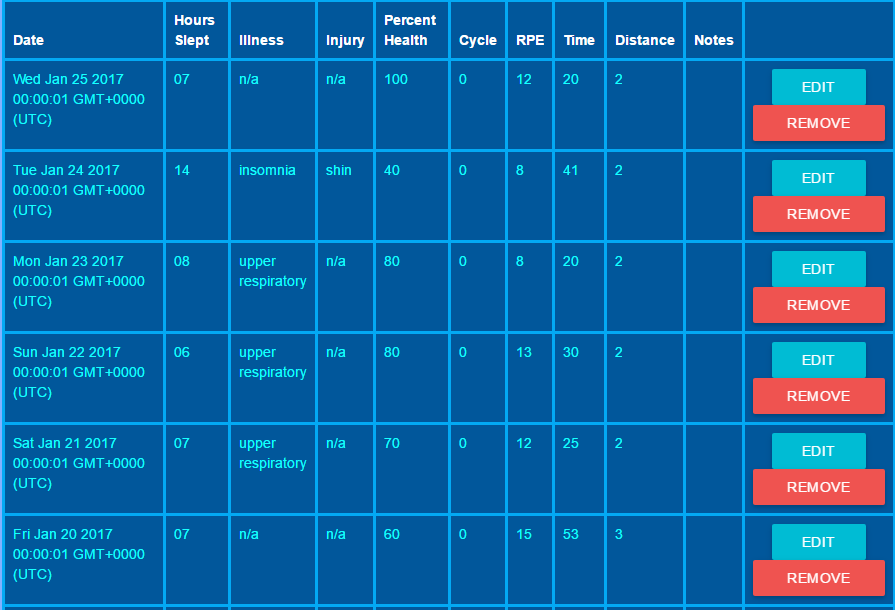 Date Hours Slept Illness Injury Percent Health Cycle RPE Time Distance Notes
Wed Jan 25 2017 00:00:01 GMT+0000 (UTC) 07 n/a n/a 100 0 12 20 2 EDIT REMOVE
Tue Jan 24 2017 00:00:01 GMT+0000 (UTC) 14 insomnia shin 40 0 8 41 2 EDIT REMOVE
Mon Jan 23 2017 00:00:01 GMT+0000 (UTC) 08 upper respiratory n/a 80 0 8 20 2 EDIT REMOVE
Sun Jan 22 2017 00:00:01 GMT+0000 (UTC) 06 upper respiratory n/a 80 0 13 30 2 EDIT REMOVE
Sat Jan 21 2017 00:00:01 GMT+0000 (UTC) 07 upper respiratory n/a 70 0 12 25 2 EDIT REMOVE
Fri Jan 20 2017 00:00:01 GMT+0000 (UTC) 07 n/a n/a 60 0 15 53 3 EDIT REMOVE